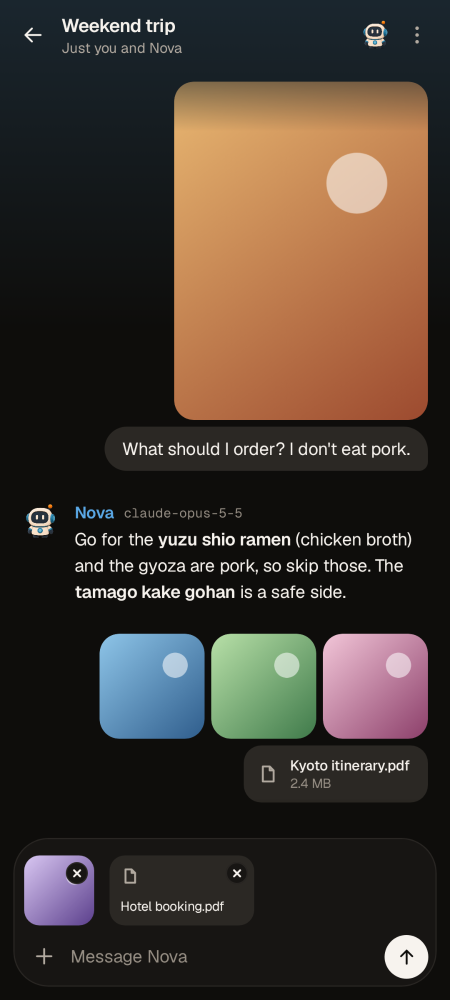 Weekend trip
Just you and Nova
What should I order? I don't eat pork.
Nova claude-opus-5-5
Go for the yuzu shio ramen (chicken broth)
and the gyoza are pork, so skip those. The
tamago kake gohan is a safe side.
Kyoto itinerary.pdf
2.4 MB
Hotel booking.pdf
Message Nova